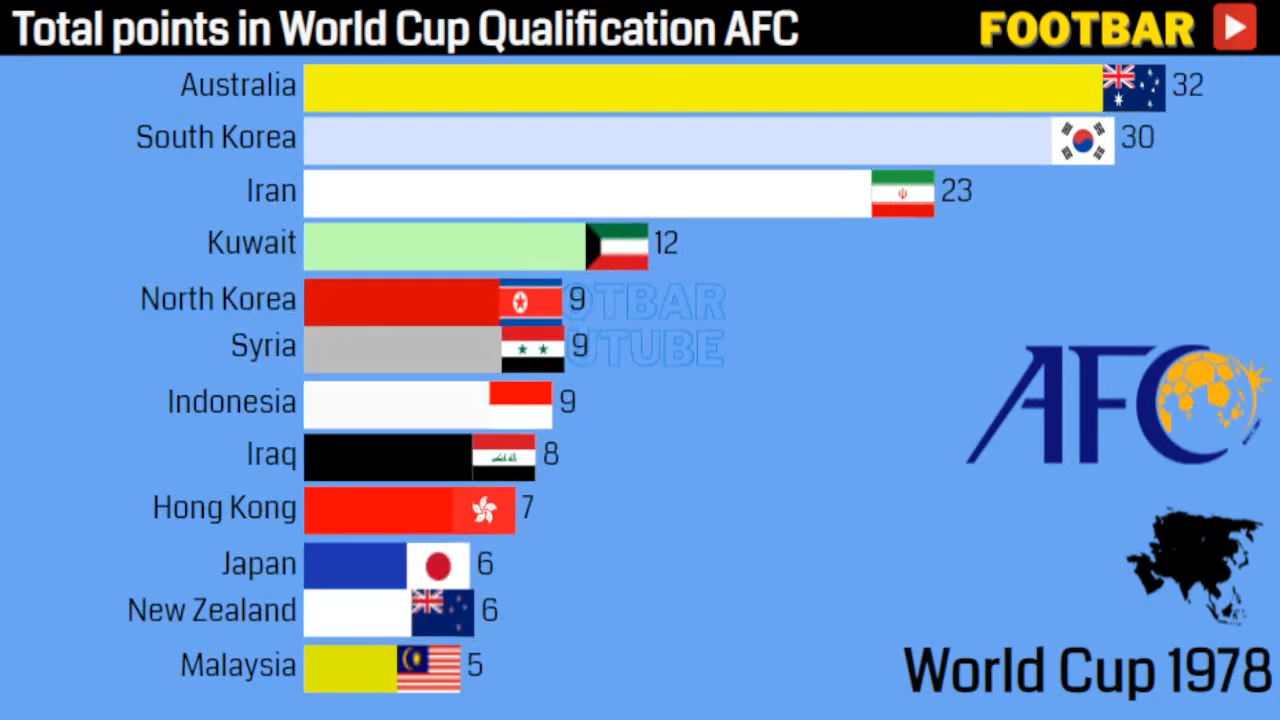 Total points in World Cup Qualification AFC
FOOTBAR
Australia 32
South Korea 30
Iran 23
Kuwait 12
North Korea 9
OTBAR
Syria 9
UTUBE
Indonesia 9
Iraq 8
Hong Kong 7
Japan 6
New Zealand 6
Malaysia 5
AFC
World Cup 1978